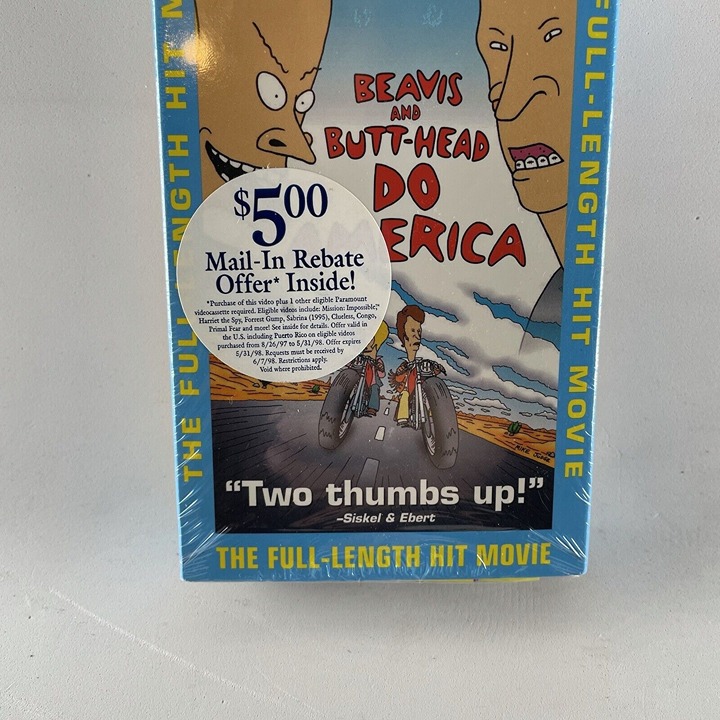 THE FULL-LENGTH HIT
FULL-LENGTH HIT MOVIE
BEAVIS
AND
BUTT-HEAD
DO
ERICA
$5.00
Mail-In Rebate
Offer* Inside!
*Purchase of this video plus 1 other eligible Paramount
videocassette required. Eligible videos include: Mission: Impossible,
Harriet the Spy, Forrest Gump, Sabrina (1995), Clueless, Congo,
Primal Fear and more! See inside for details. Offer valid in
the U.S. including Puerto Rico on eligible videos
purchased from 8/26/97 to 5/31/98. Offer expires
5/31/98. Requests must be received by
6/7/98. Restrictions apply.
Void where prohibited.
MIKE JUDGE
“Two thumbs up!”
–Siskel & Ebert
THE FULL-LENGTH HIT MOVIE